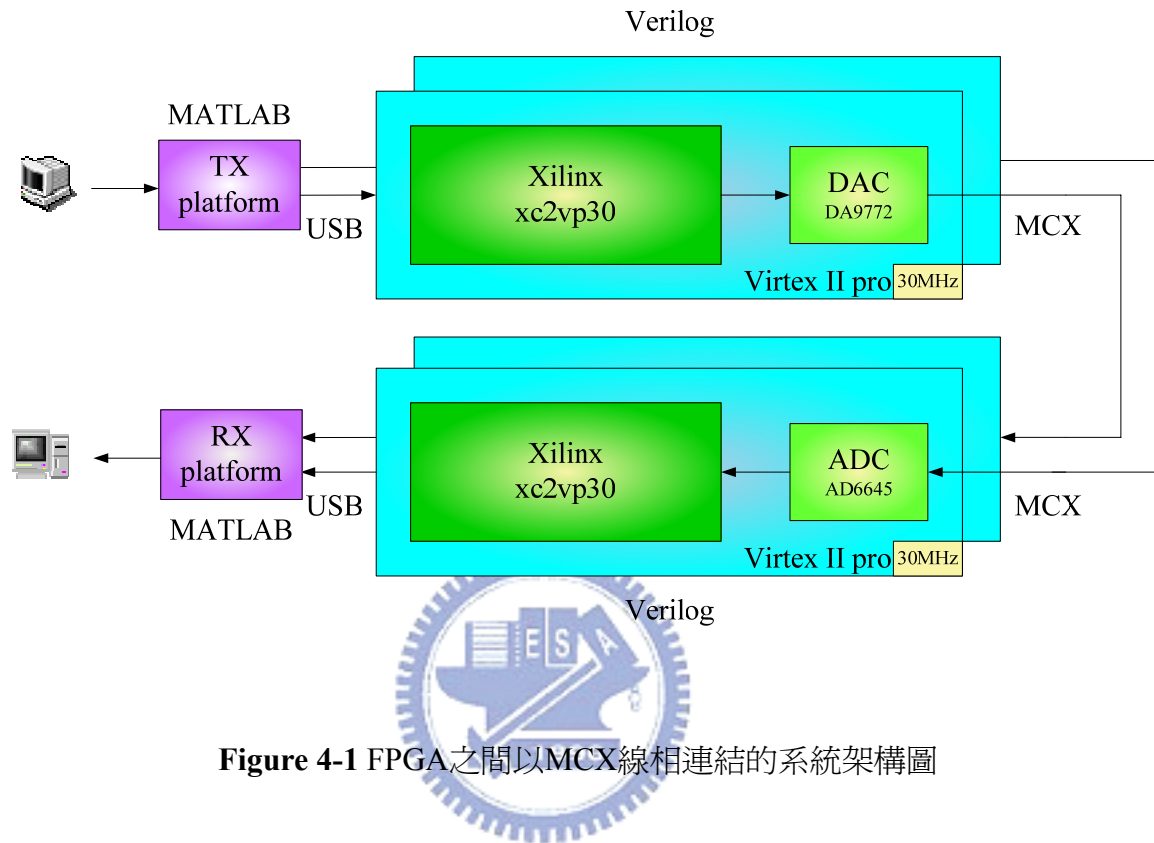 Verilog
MATLAB
TX
platform
USB
Xilinx
xc2vp30
DAC
DA9772
MCX
Virtex II pro
30MHz
RX
platform
MATLAB
USB
Xilinx
xc2vp30
ADC
AD6645
MCX
Virtex II pro
30MHz
Verilog
E S A
Figure 4-1 FPGA之間以MCX線相連結的系統架構圖